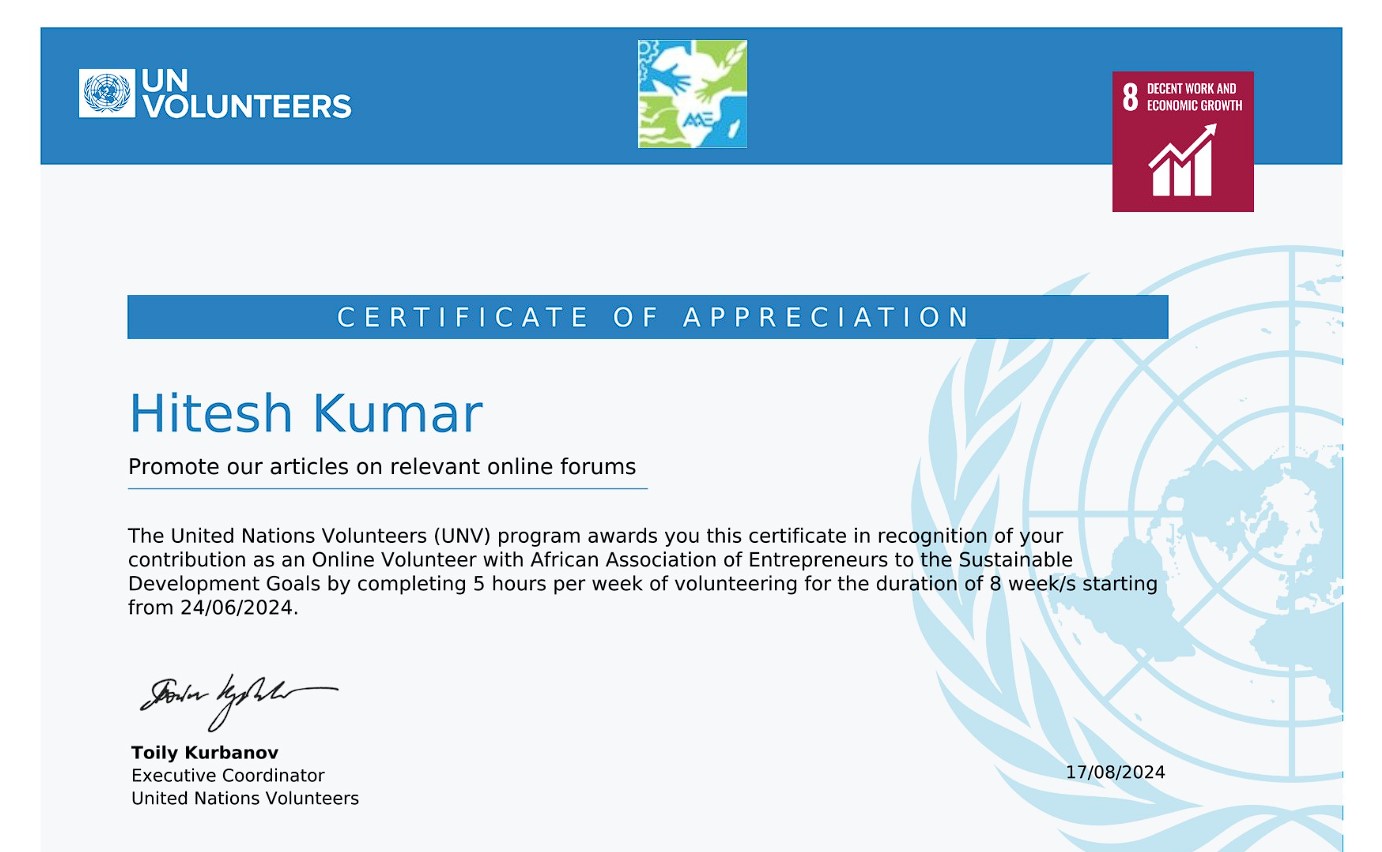 UN
VOLUNTEERS
AAE
8 DECENT WORK AND
ECONOMIC GROWTH
CERTIFICATE OF APPRECIATION
Hitesh Kumar
Promote our articles on relevant online forums
The United Nations Volunteers (UNV) program awards you this certificate in recognition of your
contribution as an Online Volunteer with African Association of Entrepreneurs to the Sustainable
Development Goals by completing 5 hours per week of volunteering for the duration of 8 week/s starting
from 24/06/2024.
Toily Kurbanov
Executive Coordinator
United Nations Volunteers
17/08/2024